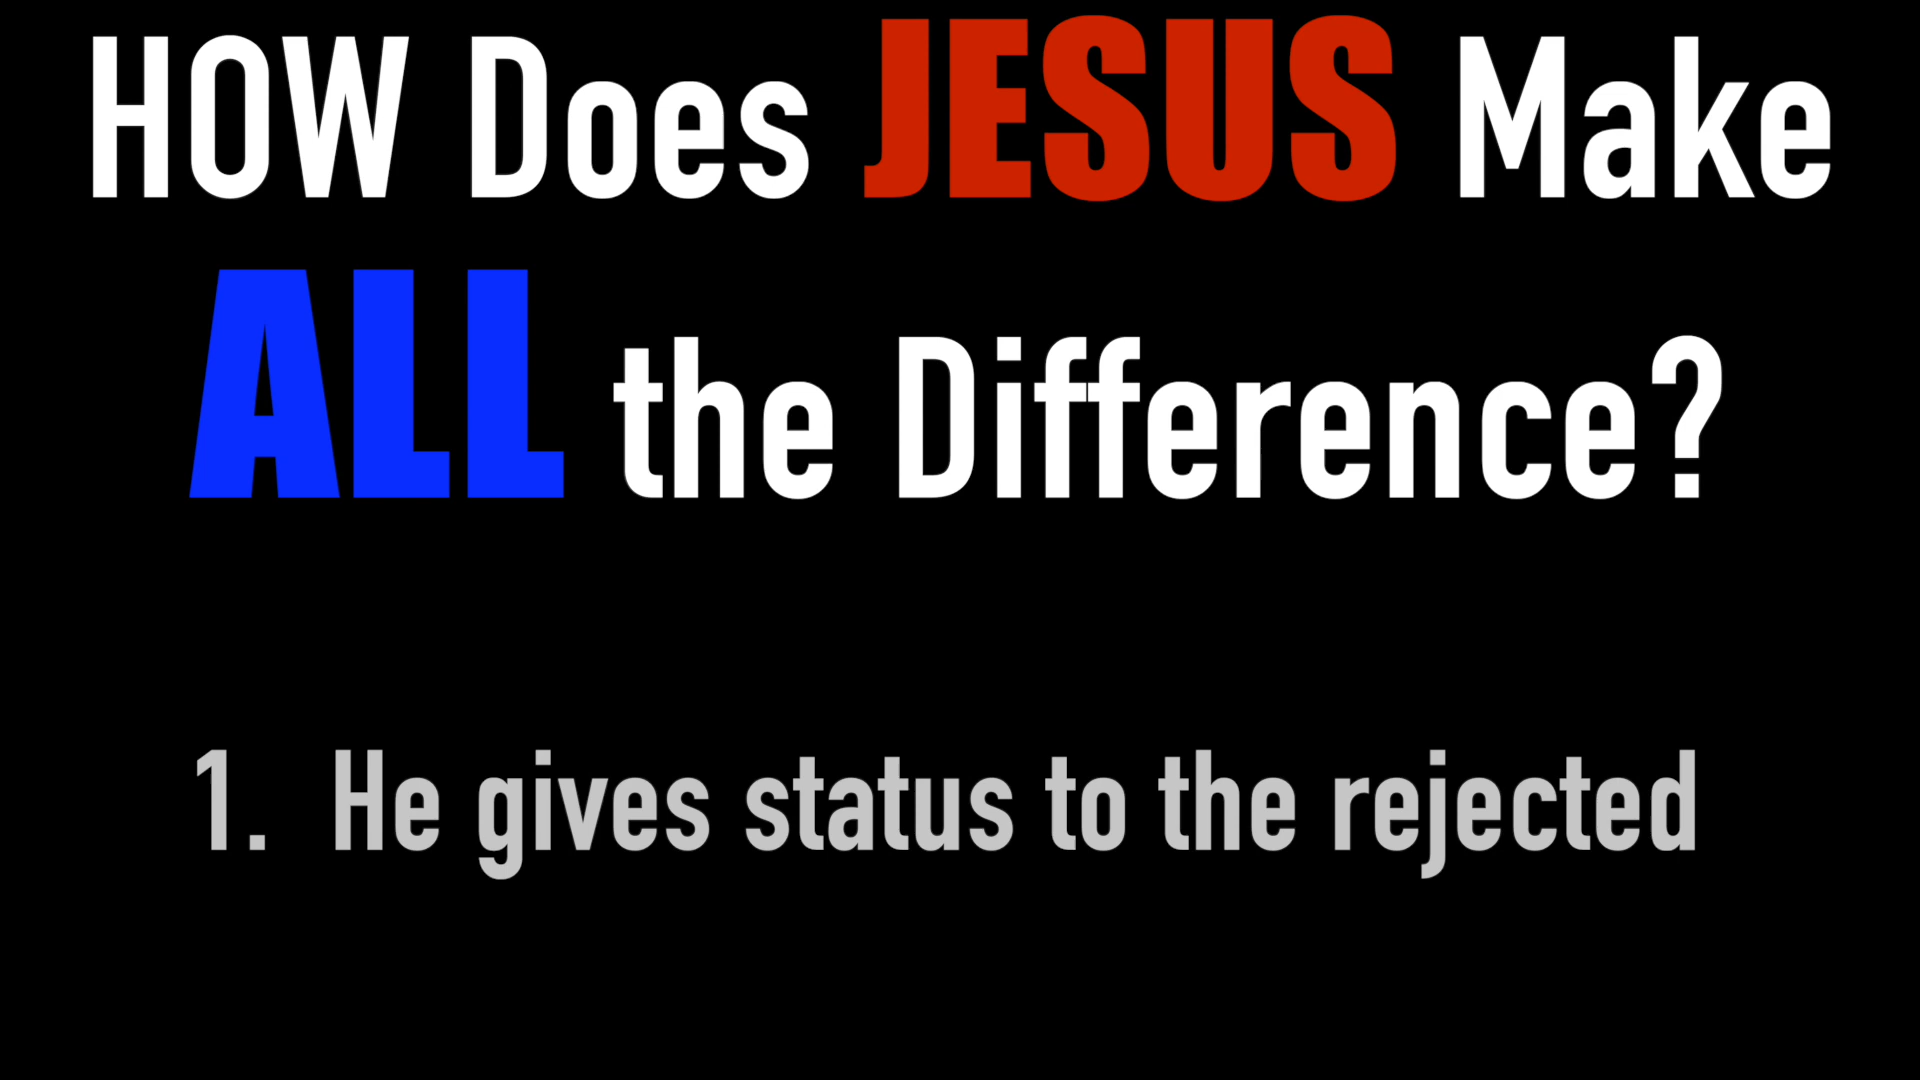 HOW Does JESUS Make
ALL the Difference?
1. He gives status to the rejected